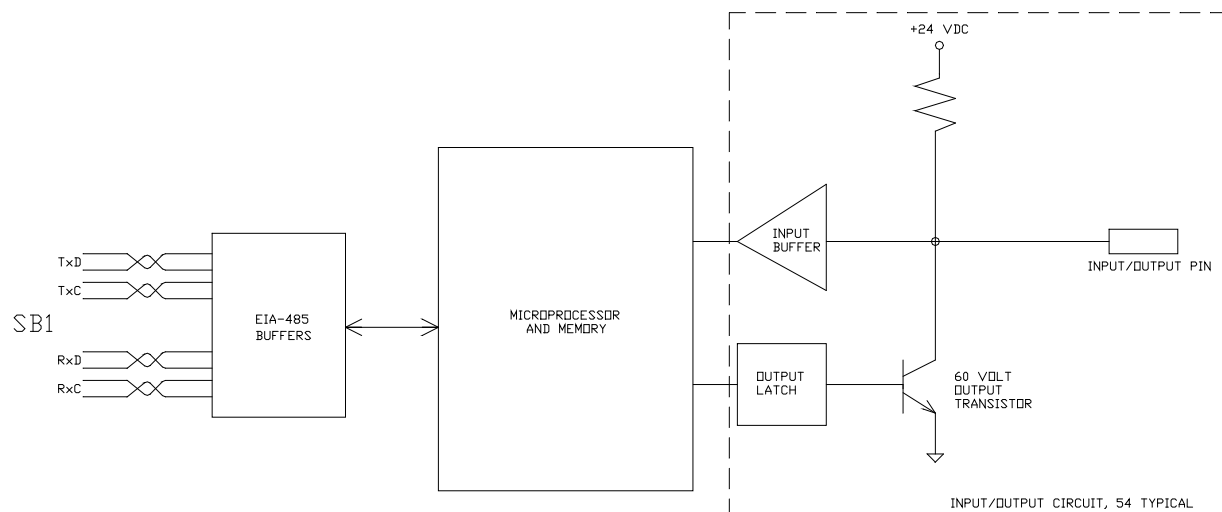 +24 VDC
INPUT
BUFFER
INPUT/OUTPUT PIN
TxD
TxC
SB1
RxD
RxC
EIA-485
BUFFERS
MICROPROCESSOR
AND MEMORY
OUTPUT
LATCH
60 VOLT
OUTPUT
TRANSISTOR
INPUT/OUTPUT CIRCUIT, 54 TYPICAL